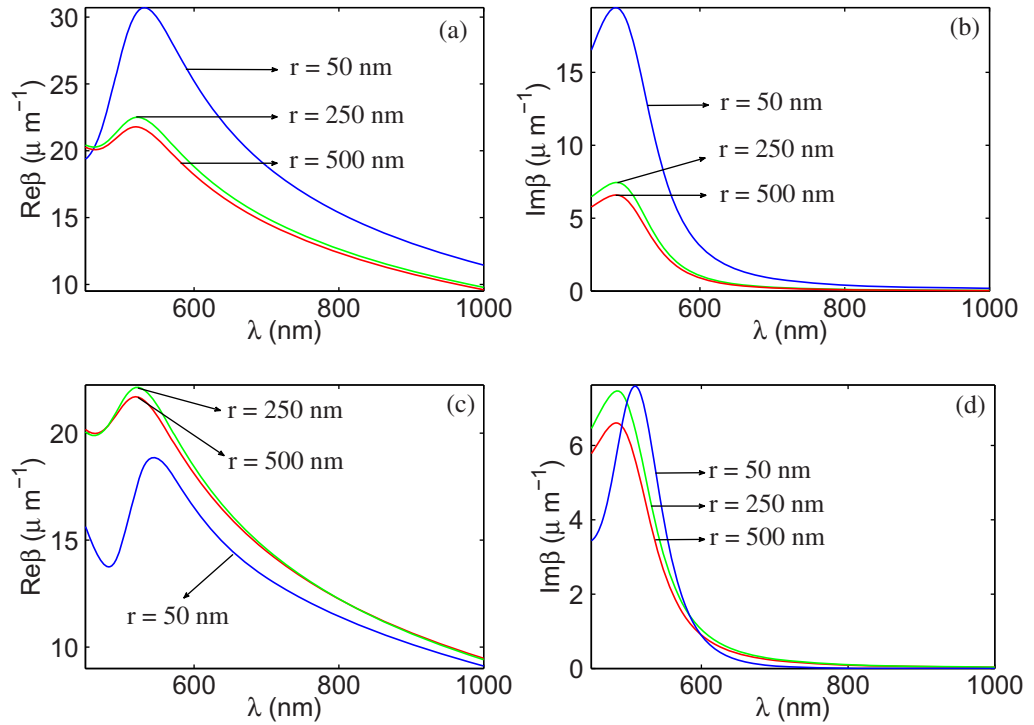 (a)
30
25
20
15
10
Reβ (μ m⁻¹)
r = 50 nm
r = 250 nm
r = 500 nm
600 800 1000
λ (nm)
(b)
15
10
5
0
Imβ (μ m⁻¹)
r = 50 nm
r = 250 nm
r = 500 nm
600 800 1000
λ (nm)
(c)
20
15
10
Reβ (μ m⁻¹)
r = 250 nm
r = 500 nm
r = 50 nm
600 800 1000
λ (nm)
(d)
6
4
2
0
Imβ (μ m⁻¹)
r = 50 nm
r = 250 nm
r = 500 nm
600 800 1000
λ (nm)